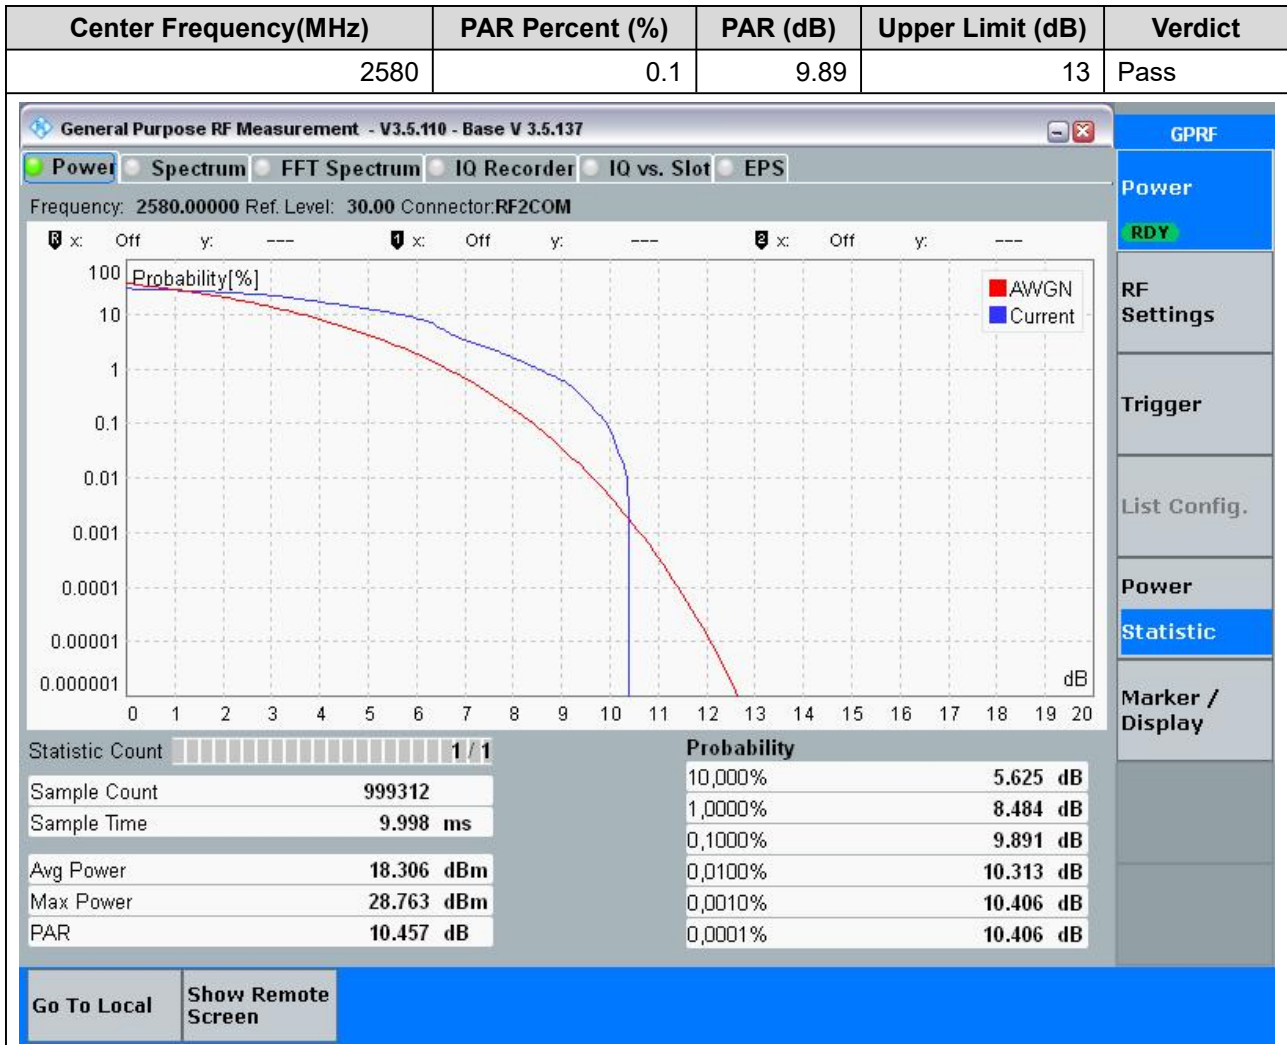 Center Frequency(MHz) PAR Percent (%) PAR (dB) Upper Limit (dB) Verdict
2580 0.1 9.89 13 Pass
General Purpose RF Measurement - V3.5.110 - Base V 3.5.137
GPRF
Power Spectrum FFT Spectrum IQ Recorder IQ vs. Slot EPS
Power
RDY
Frequency: 2580.00000 Ref. Level: 30.00 Connector:RF2COM
R x: Off y: --- 1 x: Off y: --- 2 x: Off y: ---
Probability[%]
AWGN
Current
100
10
1
0.1
0.01
0.001
0.0001
0.00001
0.000001
dB
0 1 2 3 4 5 6 7 8 9 10 11 12 13 14 15 16 17 18 19 20
RF
Settings
Trigger
List Config.
Power
Statistic
Marker /
Display
Statistic Count 1 / 1
Sample Count 999312
Sample Time 9.998 ms
Avg Power 18.306 dBm
Max Power 28.763 dBm
PAR 10.457 dB
Probability
10,000% 5.625 dB
1,0000% 8.484 dB
0,1000% 9.891 dB
0,0100% 10.313 dB
0,0010% 10.406 dB
0,0001% 10.406 dB
Go To Local
Show Remote
Screen